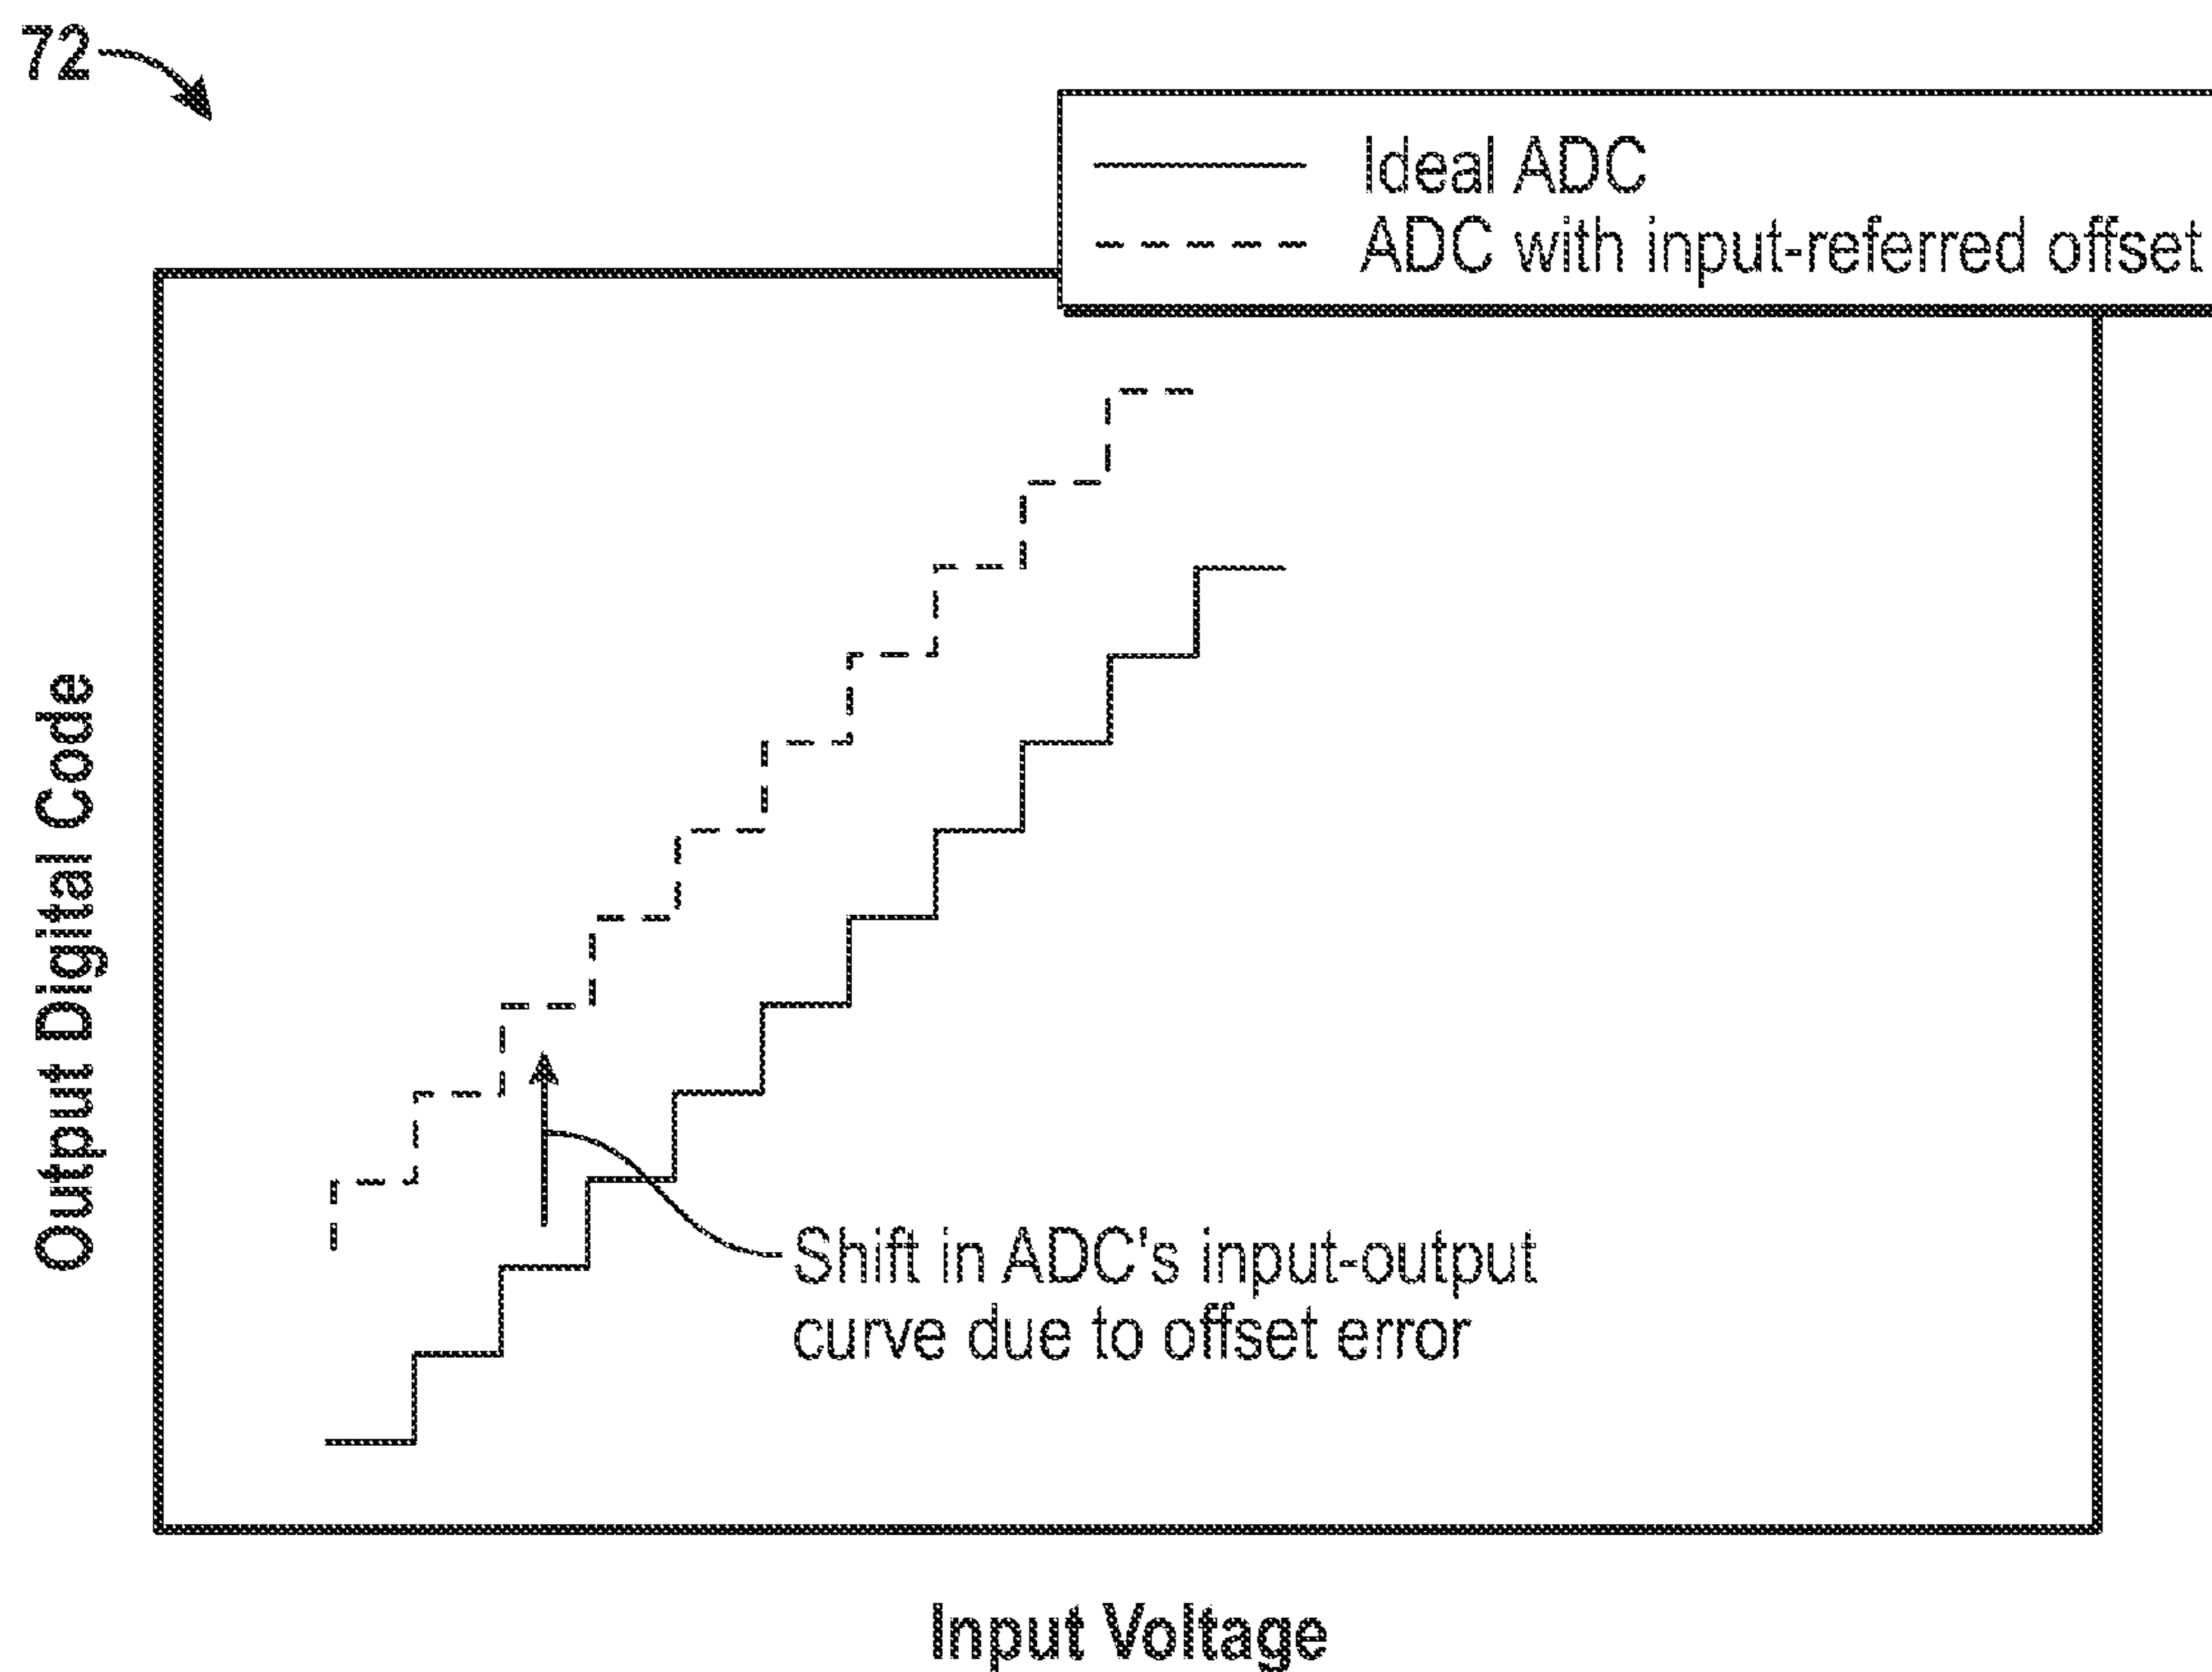 72
Ideal ADC
ADC with input-referred offset
Output Digital Code
Shift in ADC's input-output
curve due to offset error
Input Voltage